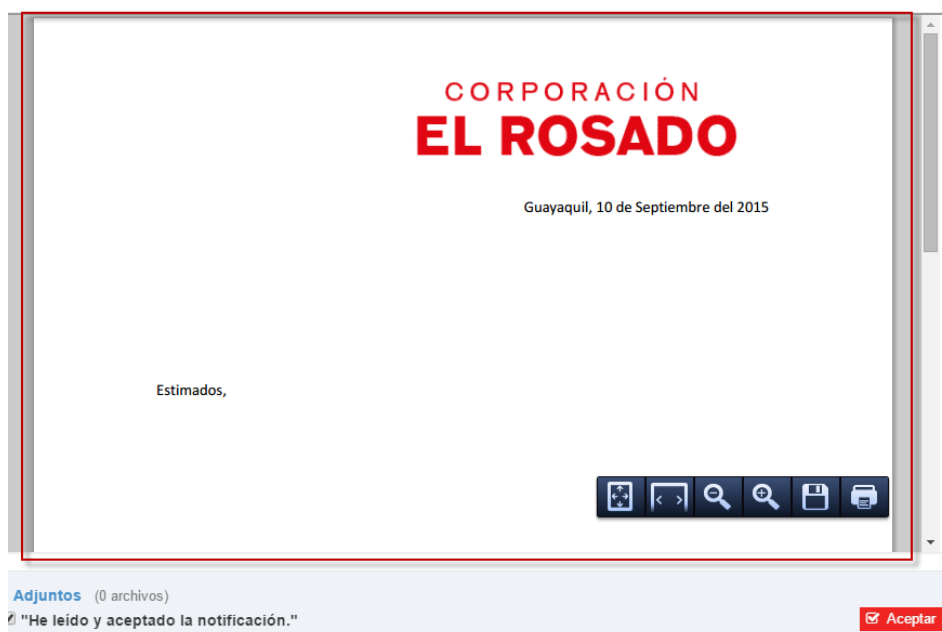 CORPORACIÓN
EL ROSADO
Guayaquil, 10 de Septiembre del 2015
Estimados,
Adjuntos (0 archivos)
"He leído y aceptado la notificación."
Aceptar